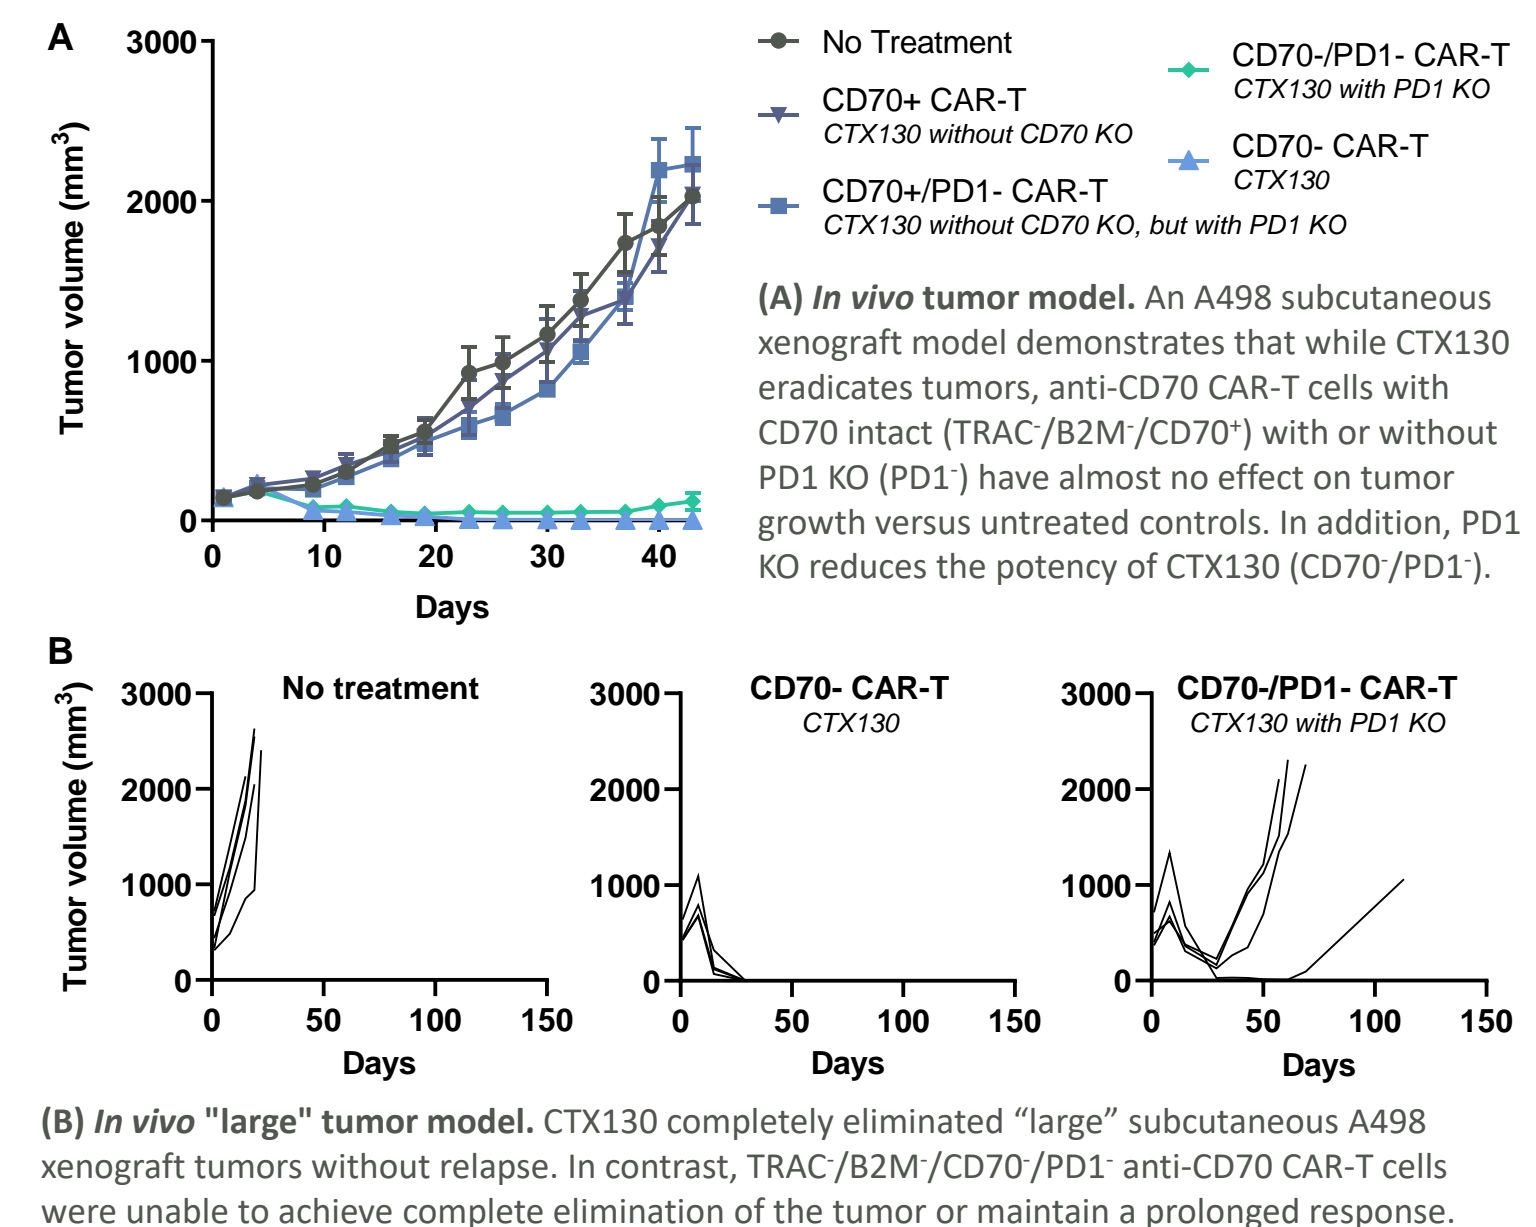 A
3000
2000
1000
0
Tumor volume (mm³)
0 10 20 30 40
Days
No Treatment
CD70+ CAR-T
CTX130 without CD70 KO
CD70+/PD1- CAR-T
CTX130 without CD70 KO, but with PD1 KO
CD70-/PD1- CAR-T
CTX130 with PD1 KO
CD70- CAR-T
CTX130
(A) In vivo tumor model. An A498 subcutaneous
xenograft model demonstrates that while CTX130
eradicates tumors, anti-CD70 CAR-T cells with
CD70 intact (TRAC⁻/B2M⁻/CD70⁺) with or without
PD1 KO (PD1⁻) have almost no effect on tumor
growth versus untreated controls. In addition, PD1
KO reduces the potency of CTX130 (CD70⁻/PD1⁻).
B
No treatment
3000
2000
1000
0
Tumor volume (mm³)
0 50 100 150
Days
CD70- CAR-T
CTX130
3000
2000
1000
0
0 50 100 150
Days
CD70-/PD1- CAR-T
CTX130 with PD1 KO
3000
2000
1000
0
0 50 100 150
Days
(B) In vivo "large" tumor model. CTX130 completely eliminated “large” subcutaneous A498
xenograft tumors without relapse. In contrast, TRAC⁻/B2M⁻/CD70⁻/PD1⁻ anti-CD70 CAR-T cells
were unable to achieve complete elimination of the tumor or maintain a prolonged response.